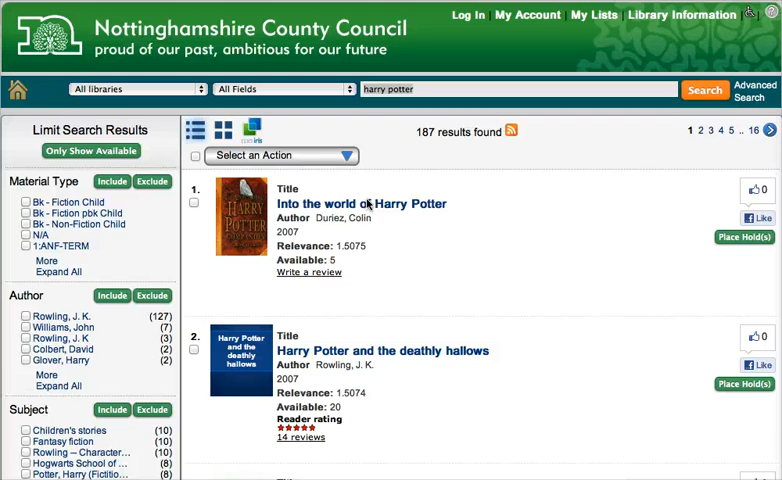 Log In | My Account | My Lists | Library Information
Nottinghamshire County Council
proud of our past, ambitious for our future
All libraries All Fields harry potter Search Advanced Search
Limit Search Results
Only Show Available
187 results found
1 2 3 4 5 .. 16
Select an Action
Material Type Include Exclude
Bk - Fiction Child
Bk - Fiction pbk Child
Bk - Non-Fiction Child
N/A
1:ANF-TERM
More
Expand All
Author Include Exclude
Rowling, J. K. (127)
Williams, John (7)
Rowling, J. K (3)
Colbert, David (2)
Glover, Harry (2)
More
Expand All
Subject Include Exclude
Children's stories (10)
Fantasy fiction (10)
Rowling -- Character... (10)
Hogwarts School of ... (8)
Potter, Harry (Fictitio... (8)
1.
HARRY POTTER
Title
Into the world of Harry Potter
Author Duriez, Colin
2007
Relevance: 1.5075
Available: 5
Write a review
0
Like
Place Hold(s)
2.
Harry Potter
and the
deathly
hallows
Title
Harry Potter and the deathly hallows
Author Rowling, J. K.
2007
Relevance: 1.5074
Available: 20
Reader rating
14 reviews
0
Like
Place Hold(s)